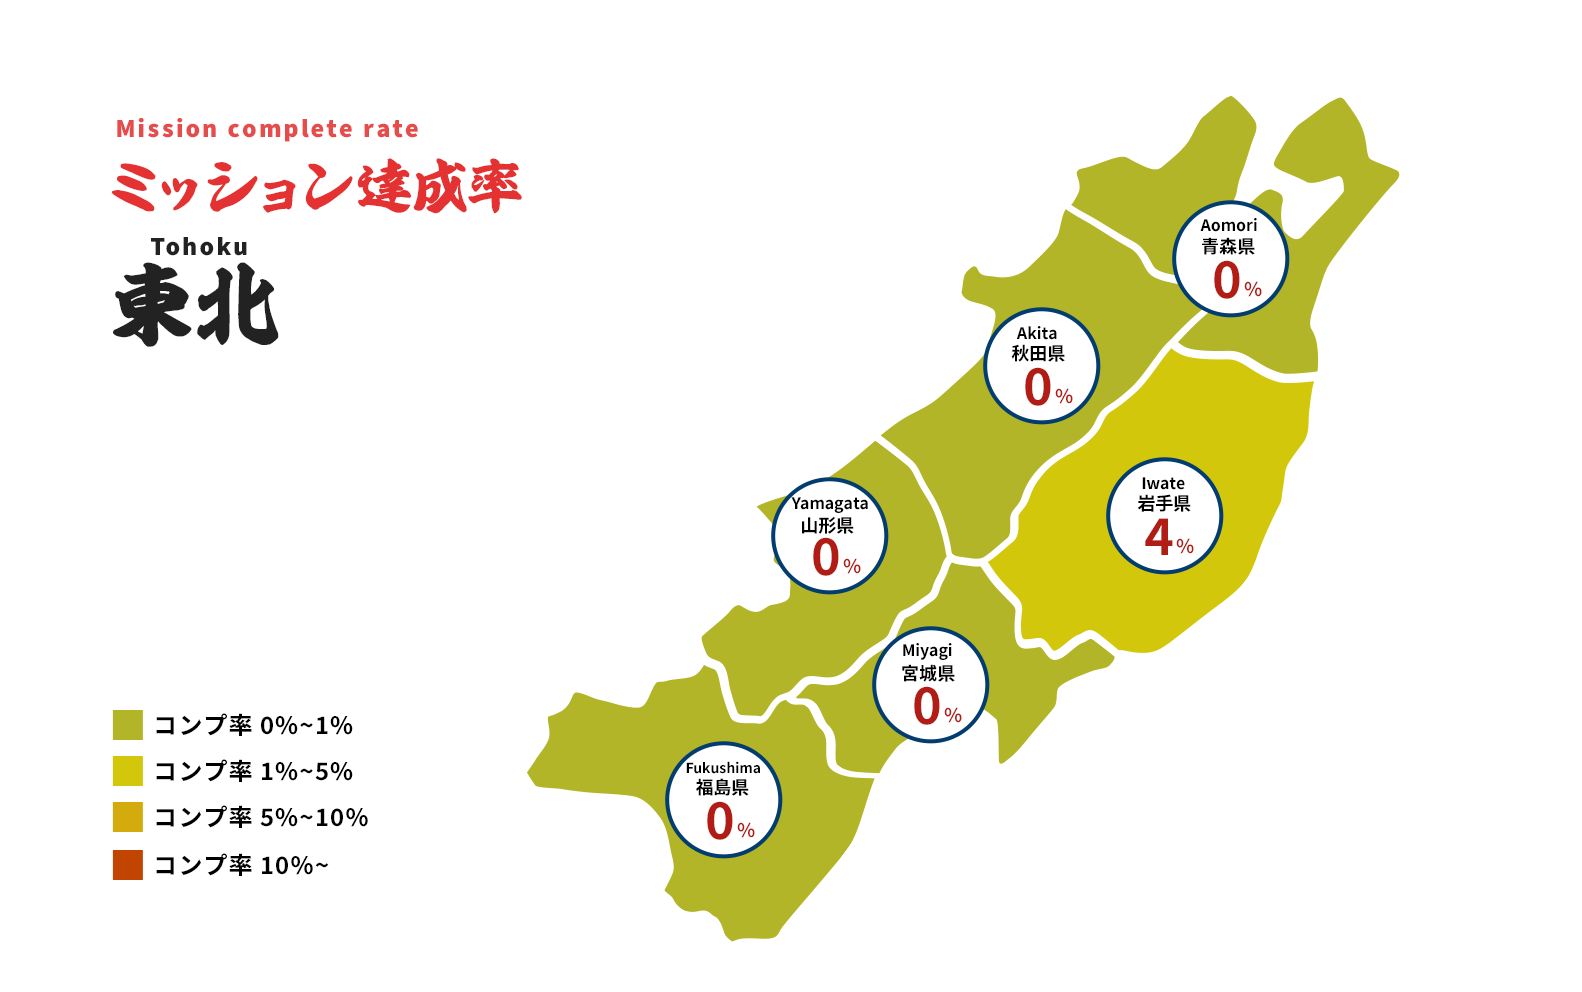 Mission complete rate
ミッション達成率
Tohoku
東北
Aomori
青森県
0%
Akita
秋田県
0%
Iwate
岩手県
4%
Yamagata
山形県
0%
Miyagi
宮城県
0%
Fukushima
福島県
0%
コンプ率 0%~1%
コンプ率 1%~5%
コンプ率 5%~10%
コンプ率 10%~